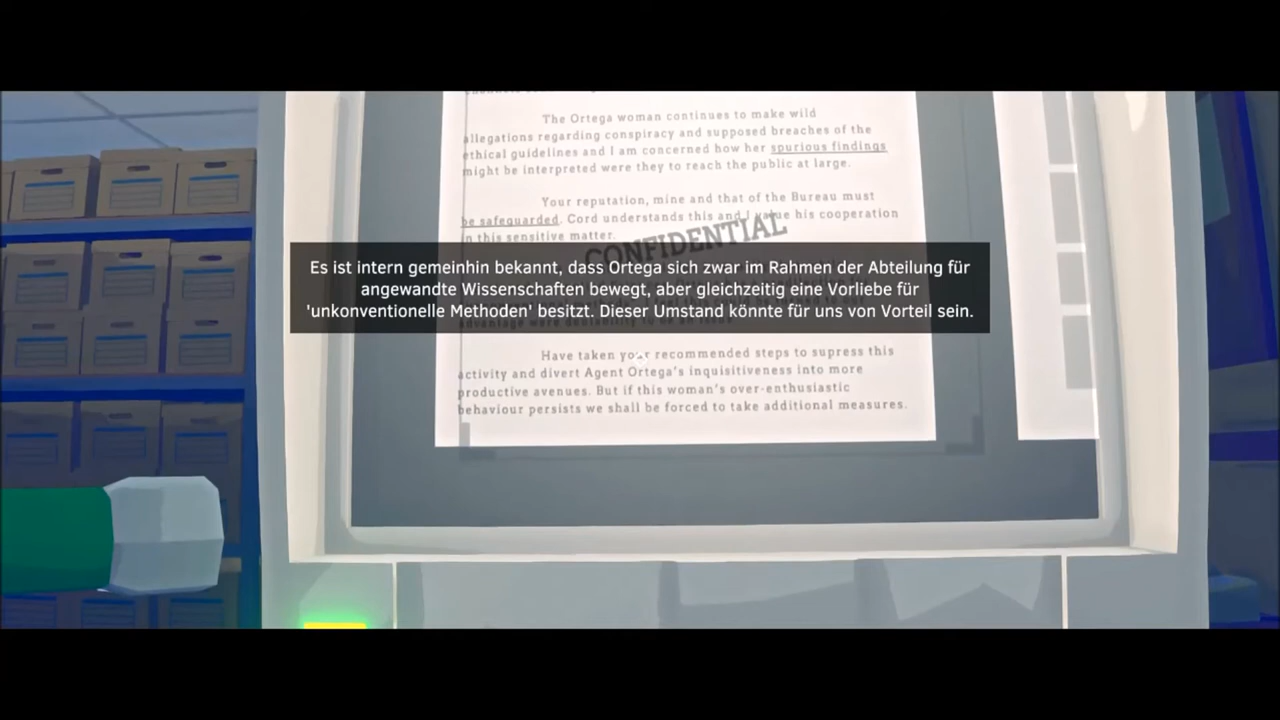 The Ortega woman continues to make wild
allegations regarding conspiracy and supposed breaches of the
ethical guidelines and I am concerned how her spurious findings
might be interpreted were they to reach the public at large.
Your reputation, mine and that of the Bureau must
be safeguarded. Cord understands this and I value his cooperation
in this sensitive matter.
CONFIDENTIAL
Es ist intern gemeinhin bekannt, dass Ortega sich zwar im Rahmen der Abteilung für
angewandte Wissenschaften bewegt, aber gleichzeitig eine Vorliebe für
'unkonventionelle Methoden' besitzt. Dieser Umstand könnte für uns von Vorteil sein.
Have taken your recommended steps to supress this
activity and divert Agent Ortega's inquisitiveness into more
productive avenues. But if this woman's over-enthusiastic
behaviour persists we shall be forced to take additional measures.